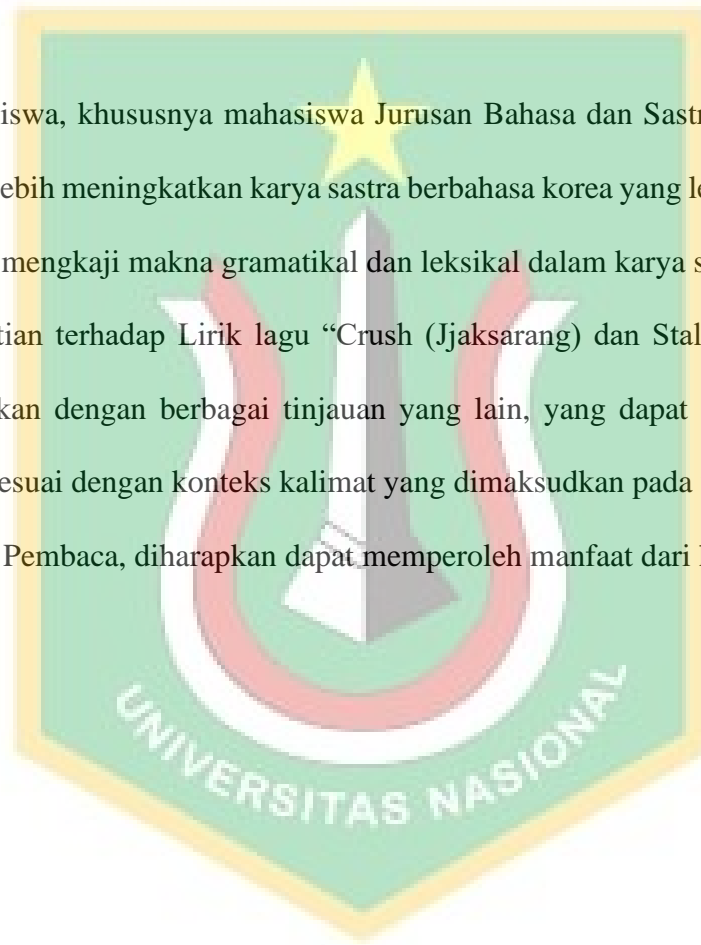 iswa, khususnya mahasiswa Jurusan Bahasa dan Sastr
ebih meningkatkan karya sastra berbahasa korea yang le
mengkaji makna gramatikal dan leksikal dalam karya s
tian terhadap Lirik lagu “Crush (Jjaksarang) dan Stal
kan dengan berbagai tinjauan yang lain, yang dapat
esuai dengan konteks kalimat yang dimaksudkan pada
Pembaca, diharapkan dapat memperoleh manfaat dari
UNIVERSITAS NASIONAL